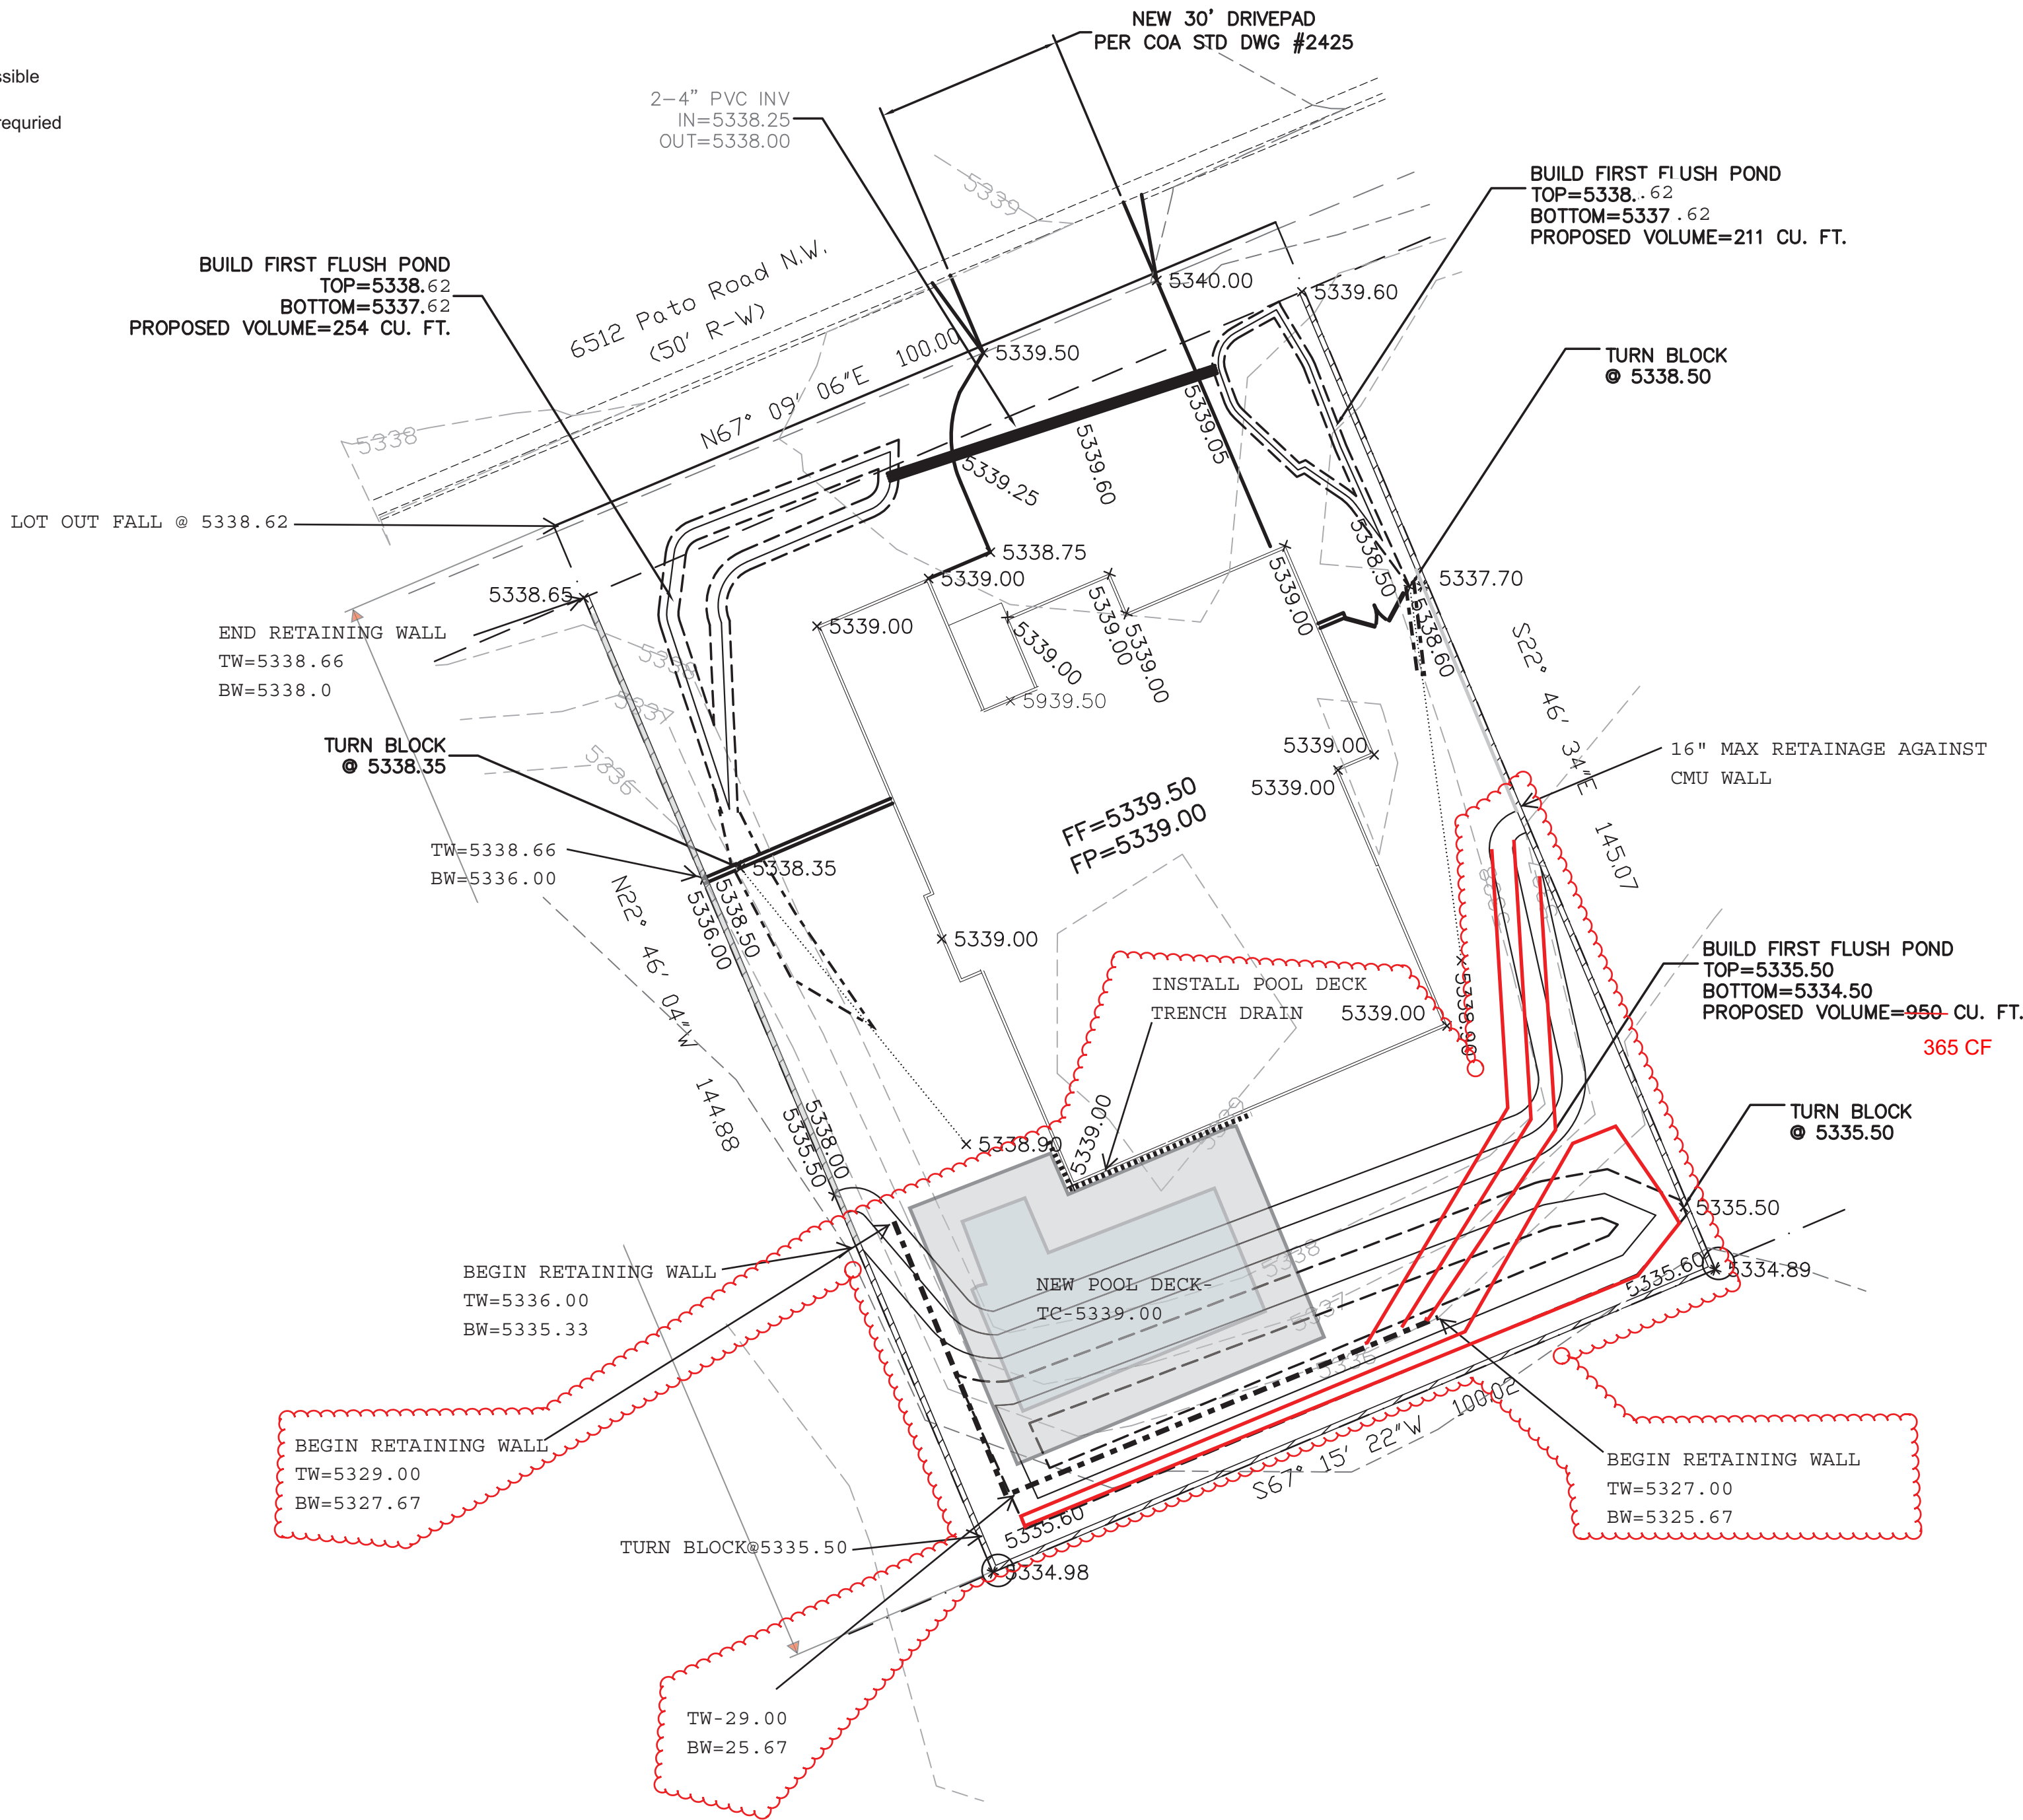 ssible
requried
NEW 30' DRIVEPAD
PER COA STD DWG #2425
2-4" PVC INV
IN=5338.25
OUT=5338.00
5339
BUILD FIRST FLUSH POND
TOP=5338..62
BOTTOM=5337.62
PROPOSED VOLUME=211 CU. FT.
BUILD FIRST FLUSH POND
TOP=5338.62
BOTTOM=5337.62
PROPOSED VOLUME=254 CU. FT.
6512 Pato Road N.W.
(50' R-W)
N67° 09' 06"E 100.00
5340.00
5339.60
5339.50
TURN BLOCK
@ 5338.50
5338
5339.05
5339.60
5339.25
LOT OUT FALL @ 5338.62
5338.50
5338.75
5339.00
5337.70
5338.65
5339.00
5339.00
5339.00
5339.00
5339.00
5338.60
END RETAINING WALL
TW=5338.66
BW=5338.0
5338
5337
5336
5939.50
S22° 46' 34"E 145.07
TURN BLOCK
@ 5338.35
5339.00
5339.00
16" MAX RETAINAGE AGAINST
CMU WALL
FF=5339.50
FP=5339.00
TW=5338.66
BW=5336.00
5338.35
5338.50
5336.00
N22° 46' 04"W 144.88
5339.00
BUILD FIRST FLUSH POND
TOP=5335.50
BOTTOM=5334.50
PROPOSED VOLUME=950 CU. FT.
365 CF
INSTALL POOL DECK
TRENCH DRAIN
5339.00
5338.90
5339.00
5338.90
5338.00
5335.50
TURN BLOCK
@ 5335.50
5335.50
5338
5337
5336
5335.60
5334.89
BEGIN RETAINING WALL
TW=5336.00
BW=5335.33
NEW POOL DECK-
TC-5339.00
S67° 15' 22"W 100.02
BEGIN RETAINING WALL
TW=5329.00
BW=5327.67
BEGIN RETAINING WALL
TW=5327.00
BW=5325.67
5335.60
TURN BLOCK@5335.50
5334.98
TW-29.00
BW=25.67